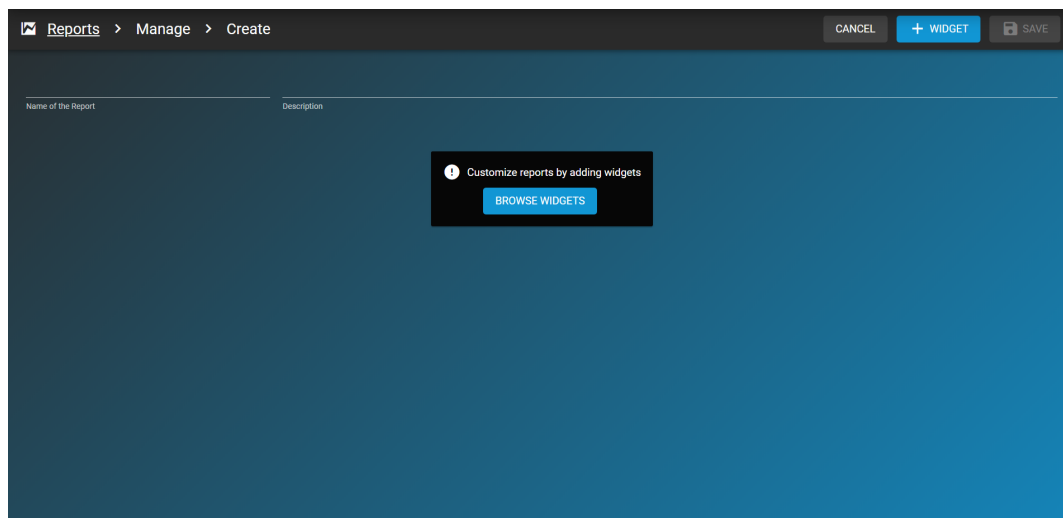 Reports > Manage > Create
CANCEL
+ WIDGET
SAVE
Name of the Report
Description
Customize reports by adding widgets
BROWSE WIDGETS